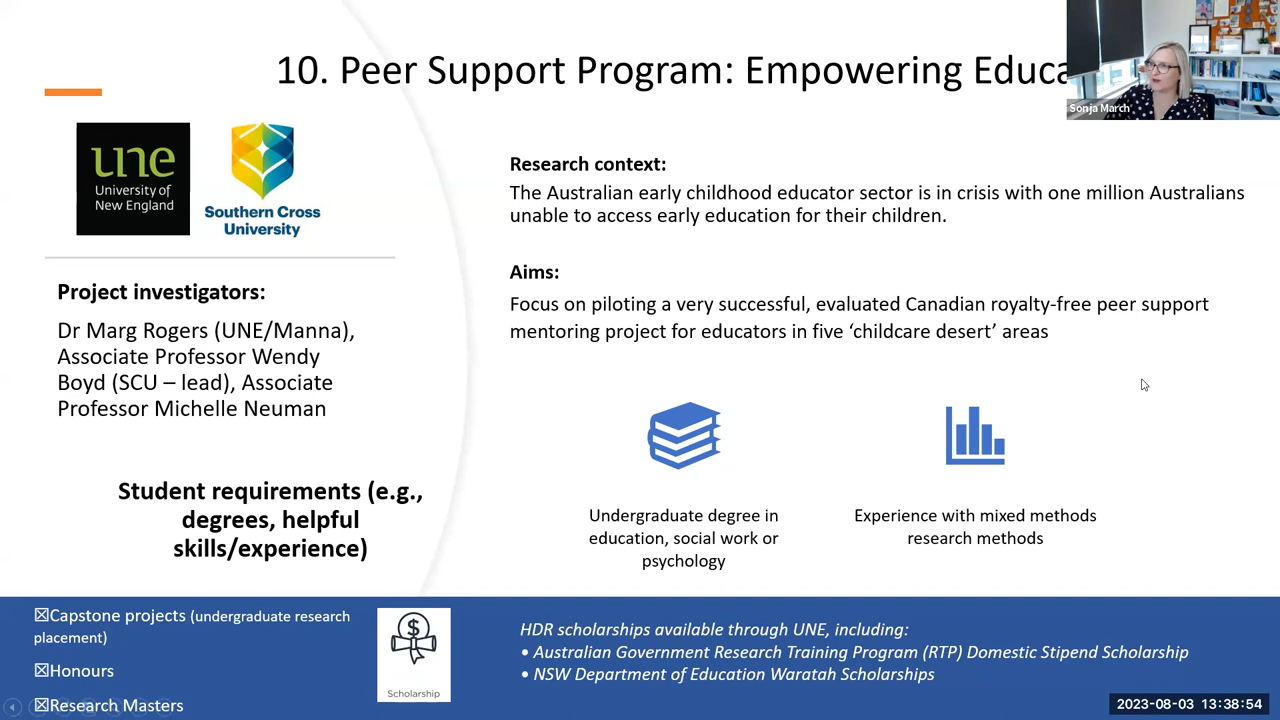 10. Peer Support Program: Empowering Educa
Sonja March
une
University of
New England
Southern Cross
University
Research context:
The Australian early childhood educator sector is in crisis with one million Australians
unable to access early education for their children.
Aims:
Focus on piloting a very successful, evaluated Canadian royalty-free peer support
mentoring project for educators in five ‘childcare desert’ areas
Project investigators:
Dr Marg Rogers (UNE/Manna),
Associate Professor Wendy
Boyd (SCU – lead), Associate
Professor Michelle Neuman
Student requirements (e.g.,
degrees, helpful
skills/experience)
Undergraduate degree in
education, social work or
psychology
Experience with mixed methods
research methods
☒Capstone projects (undergraduate research
placement)
☒Honours
☒Research Masters
Scholarship
HDR scholarships available through UNE, including:
• Australian Government Research Training Program (RTP) Domestic Stipend Scholarship
• NSW Department of Education Waratah Scholarships
2023-08-03 13:38:54